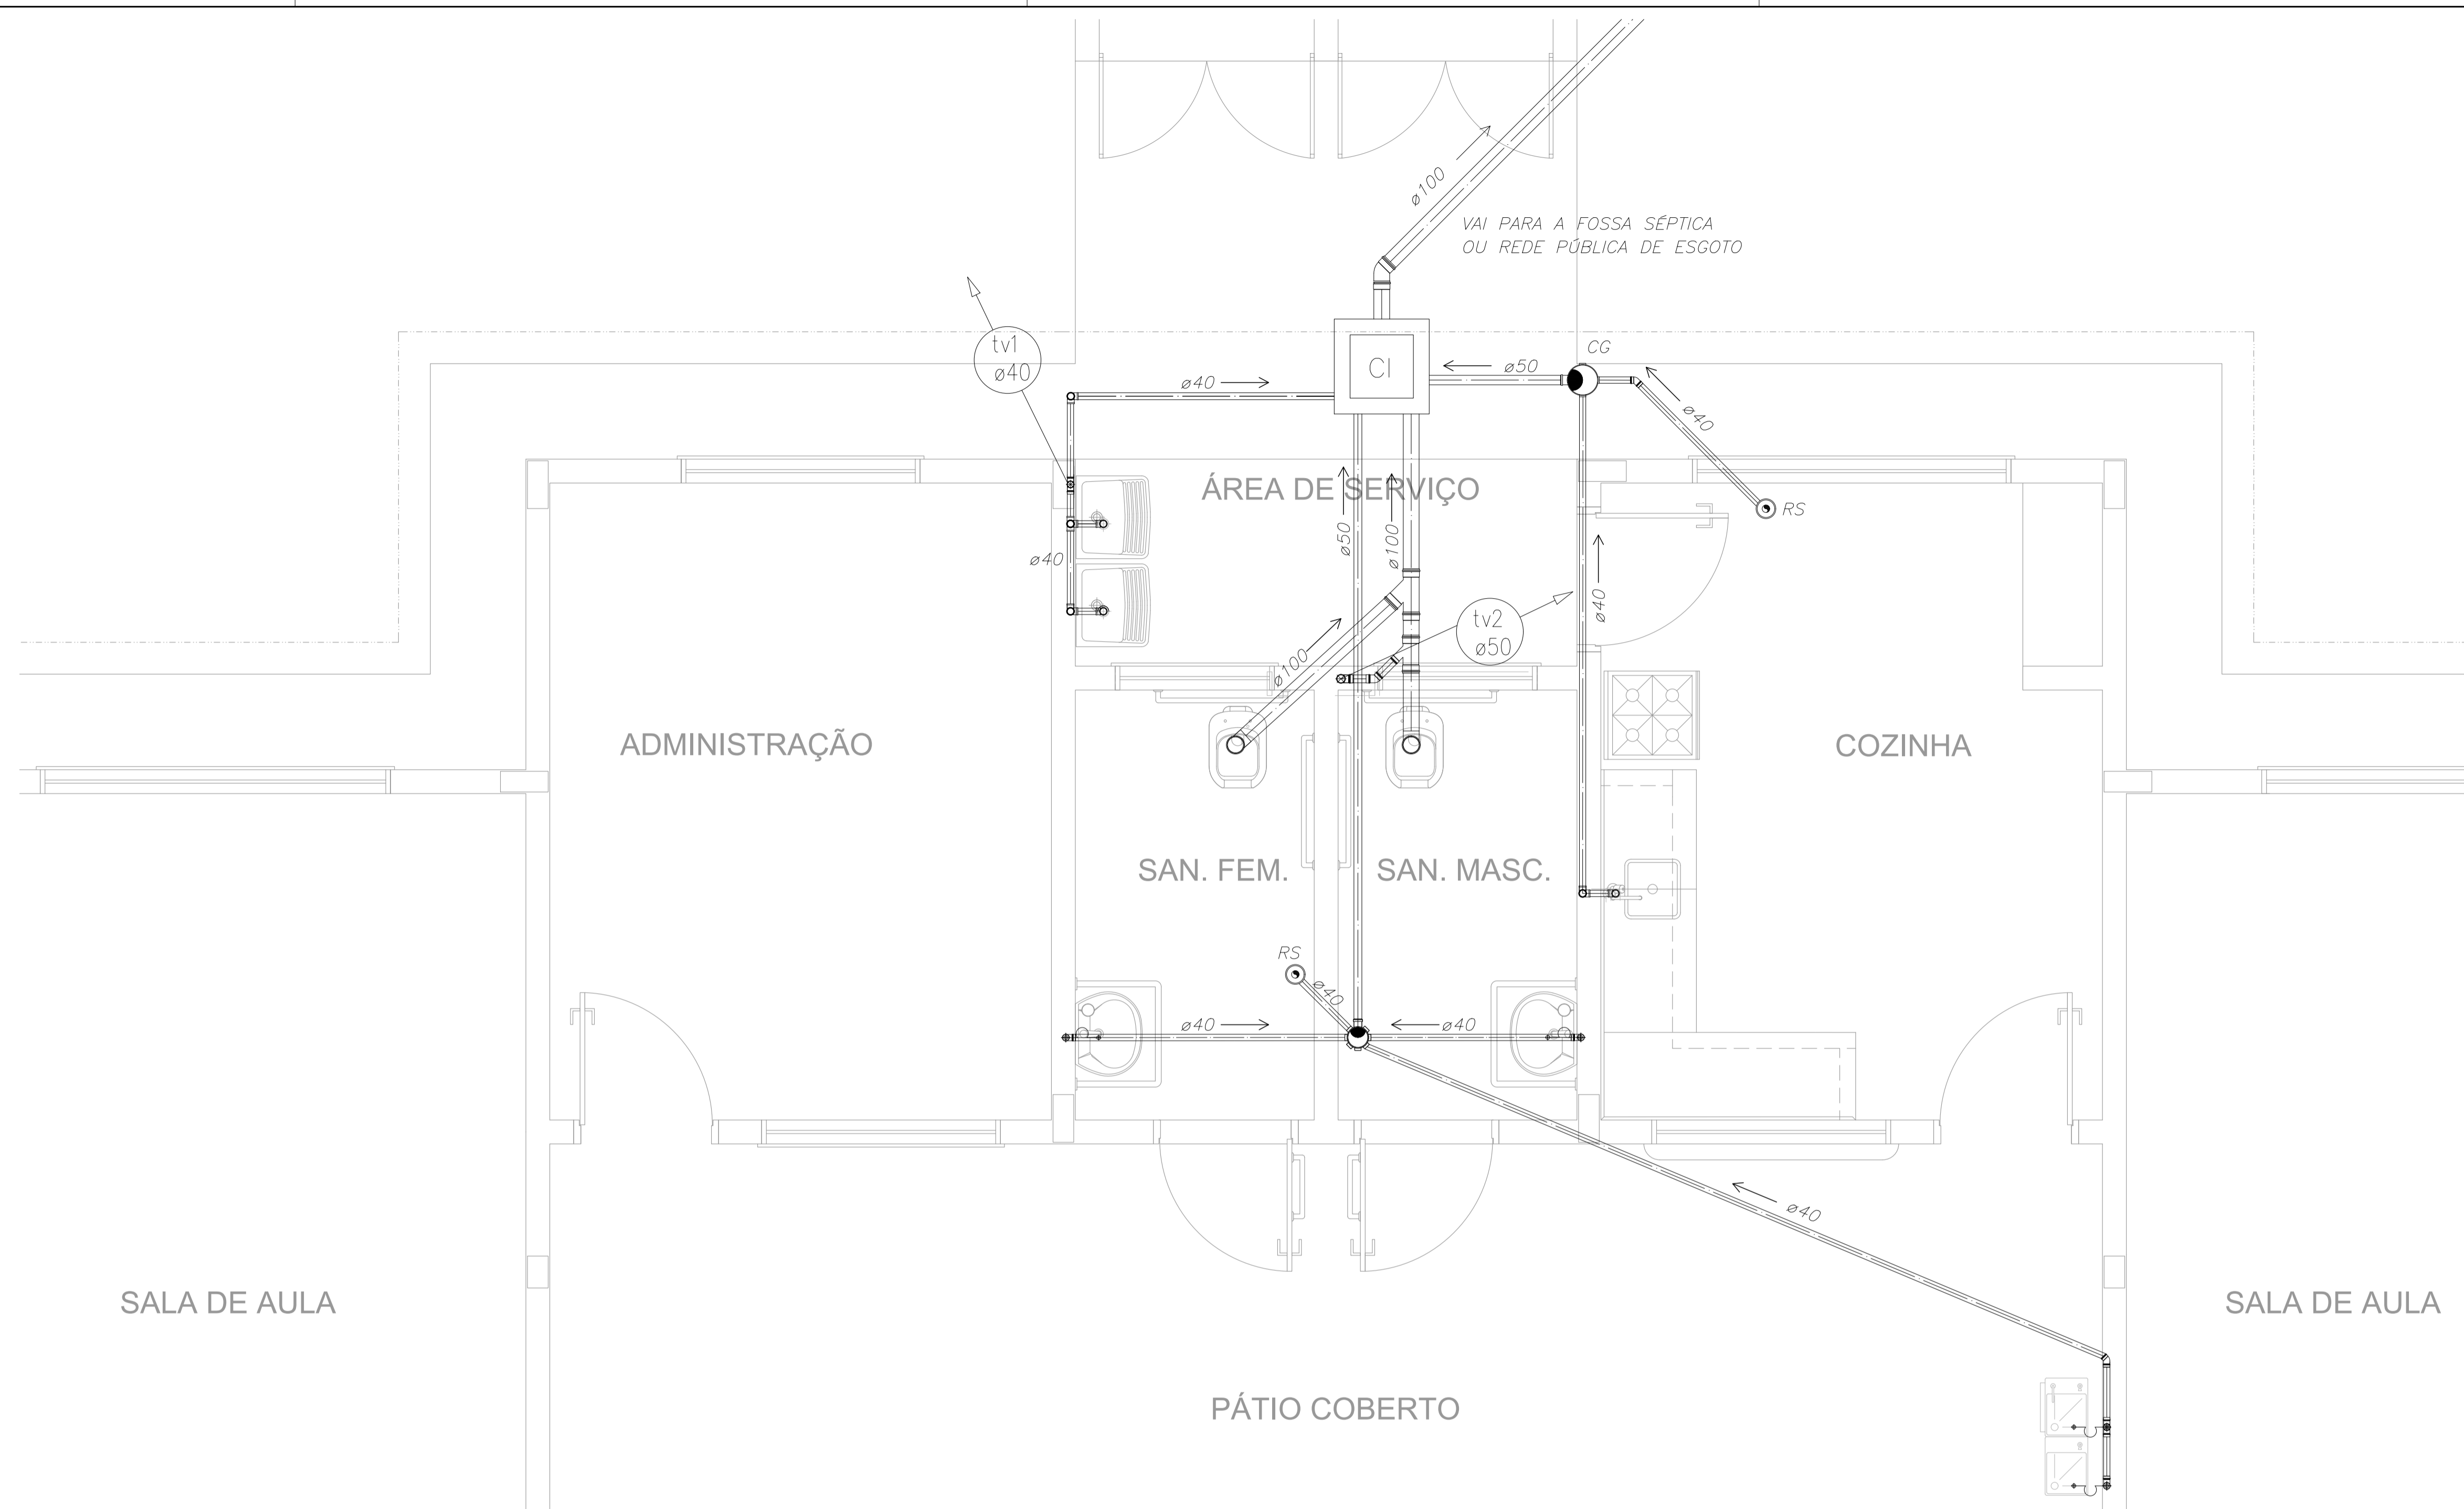 ø100
VAI PARA A FOSSA SÉPTICA
OU REDE PÚBLICA DE ESGOTO
tv1
ø40
CG
CI
ø50
ø40
ø40
ÁREA DE SERVIÇO
RS
ø50
ø100
ø40
ø40
tv2
ø50
ø100
ADMINISTRAÇÃO
COZINHA
SAN. FEM.
SAN. MASC.
RS
ø40
ø40
ø40
ø40
SALA DE AULA
SALA DE AULA
PÁTIO COBERTO